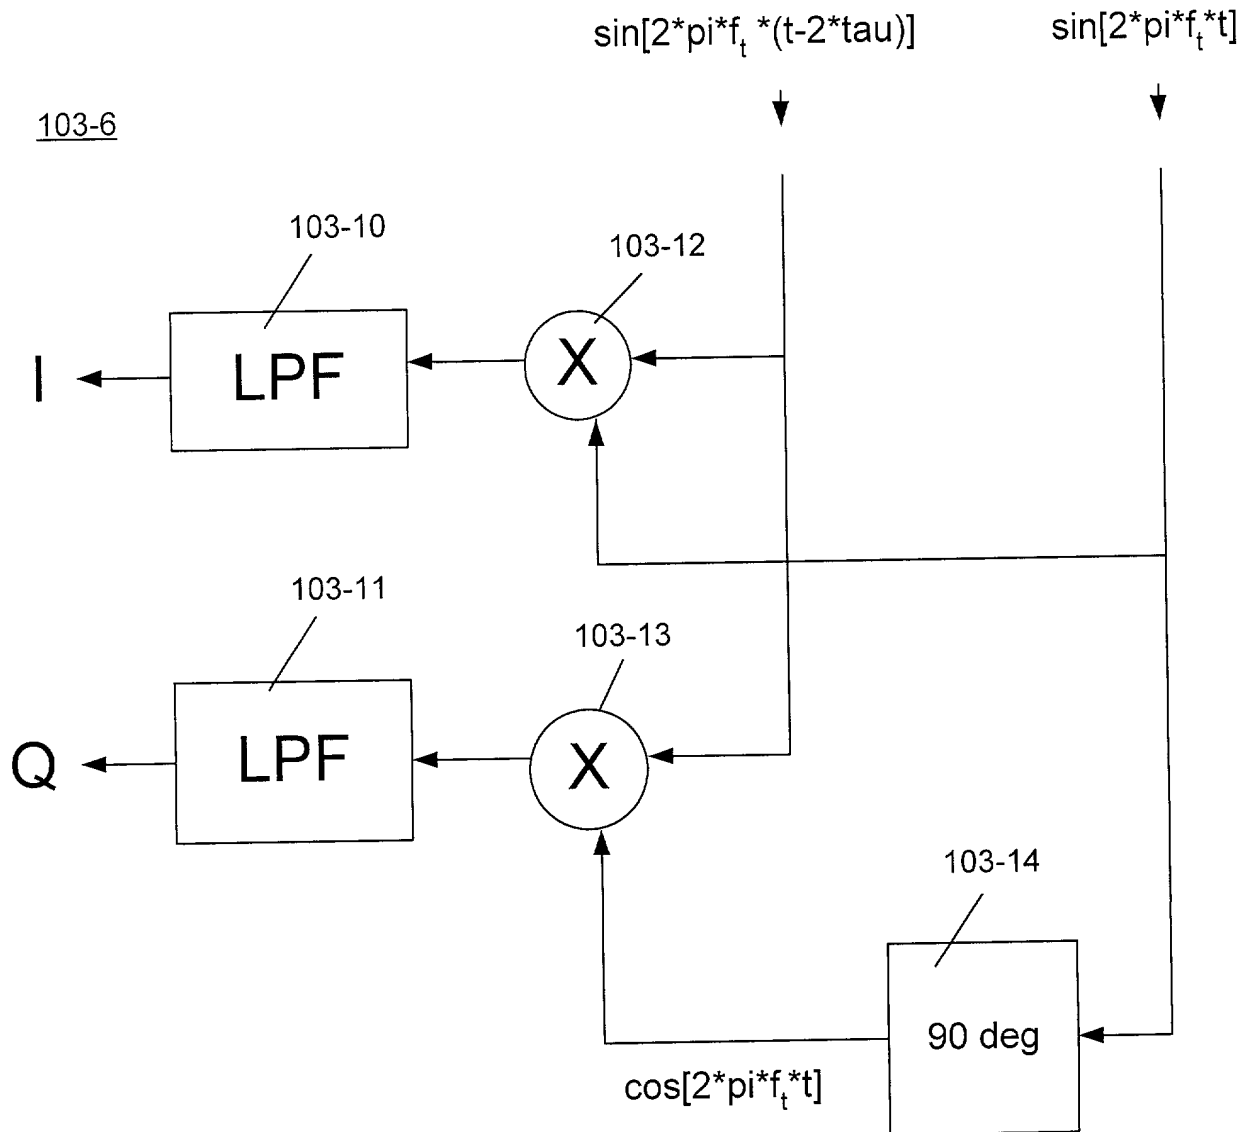 sin[2*pi*f_t *(t-2*tau)]
sin[2*pi*f_t*t]
103-6
103-10
103-12
I
LPF
X
103-11
103-13
Q
LPF
X
103-14
90 deg
cos[2*pi*f_t*t]